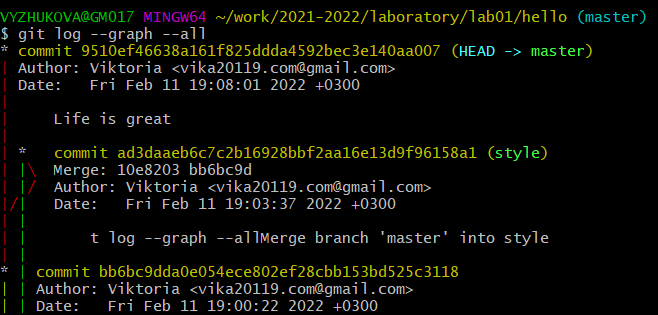 VYZHUKOVA@GM017 MINGW64 ~/work/2021-2022/laboratory/lab01/hello (master)
$ git log --graph --all
* commit 9510ef46638a161f825ddda4592bec3e140aa007 (HEAD -> master)
| Author: Viktoria <vika20119.com@gmail.com>
| Date:   Fri Feb 11 19:08:01 2022 +0300
|
|     Life is great
|
| *   commit ad3daaeb6c7c2b16928bbf2aa16e13d9f96158a1 (style)
| |\  Merge: 10e8203 bb6bc9d
| |/  Author: Viktoria <vika20119.com@gmail.com>
|/|   Date:   Fri Feb 11 19:03:37 2022 +0300
| |
| |       t log --graph --allMerge branch 'master' into style
| |
* | commit bb6bc9dda0e054ece802ef28cbb153bd525c3118
| | Author: Viktoria <vika20119.com@gmail.com>
| | Date:   Fri Feb 11 19:00:22 2022 +0300